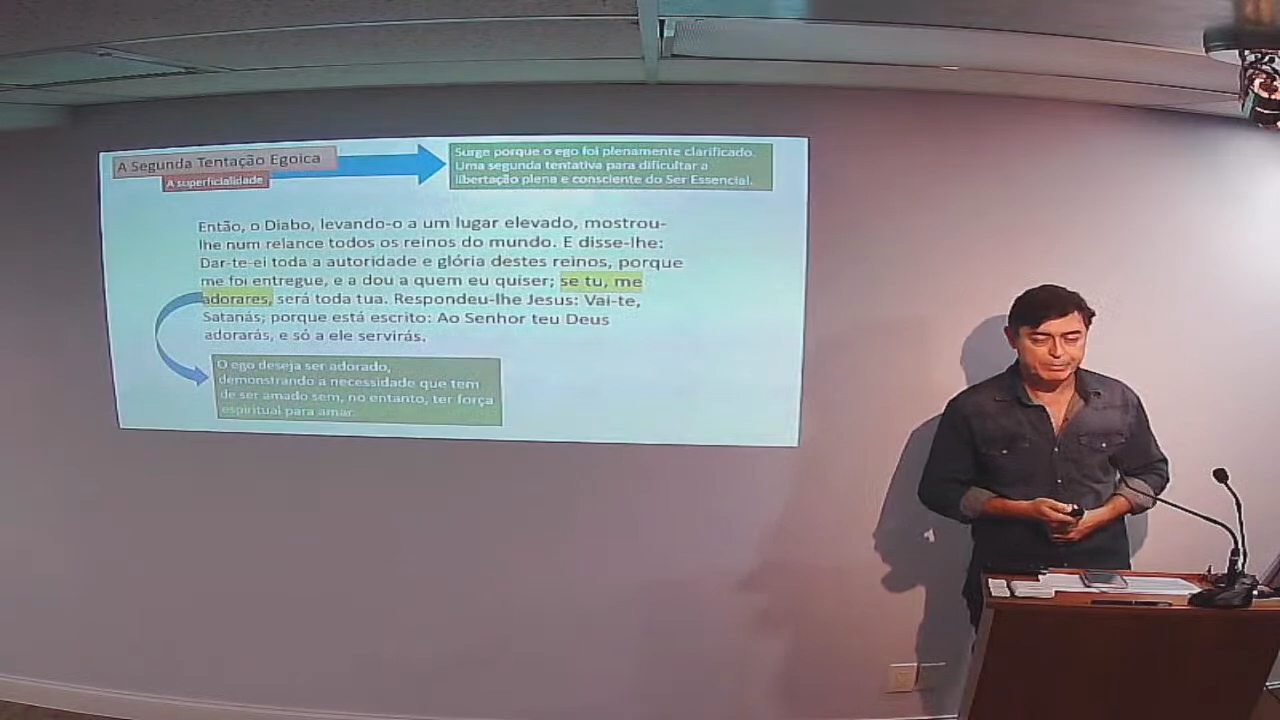 A Segunda Tentação Egoica
A superficialidade
Surge porque o ego foi plenamente clarificado.
Uma segunda tentativa para dificultar a
libertação plena e consciente do Ser Essencial.
Então, o Diabo, levando-o a um lugar elevado, mostrou-
lhe num relance todos os reinos do mundo. E disse-lhe:
Dar-te-ei toda a autoridade e glória destes reinos, porque
me foi entregue, e a dou a quem eu quiser; se tu, me
adorares, será toda tua. Respondeu-lhe Jesus: Vai-te,
Satanás; porque está escrito: Ao Senhor teu Deus
adorarás, e só a ele servirás.
O ego deseja ser adorado,
demonstrando a necessidade que tem
de ser amado sem, no entanto, ter força
espiritual para amar.